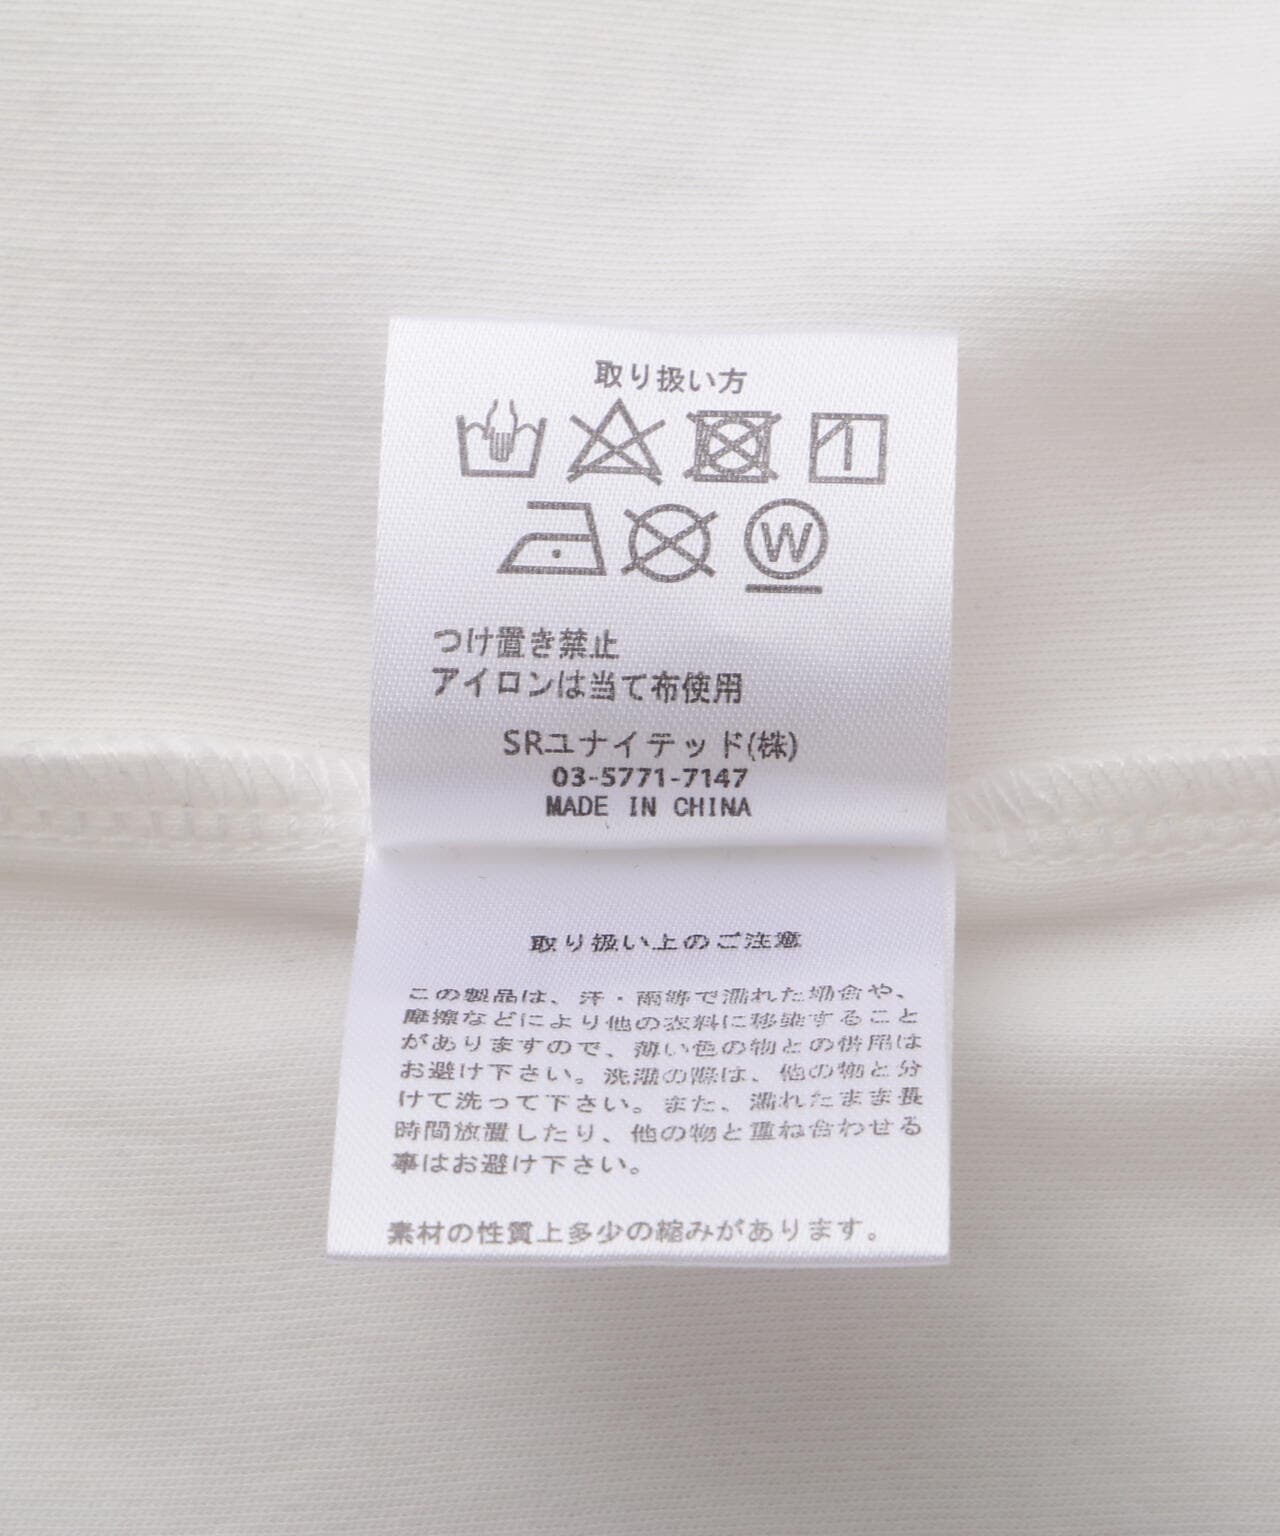 取り扱い方
W
つけ置き禁止
アイロンは当て布使用
SRユナイテッド(株)
03-5771-7147
MADE IN CHINA
取り扱い上のご注意
この製品は、汗・雨等で濡れた場合や、
摩擦などにより他の衣料に移染すること
がありますので、薄い色の物との併用は
お避け下さい。洗濯の際は、他の物と分
けて洗って下さい。また、濡れたまま長
時間放置したり、他の物と重ね合わせる
事はお避け下さい。
素材の性質上多少の縮みがあります。